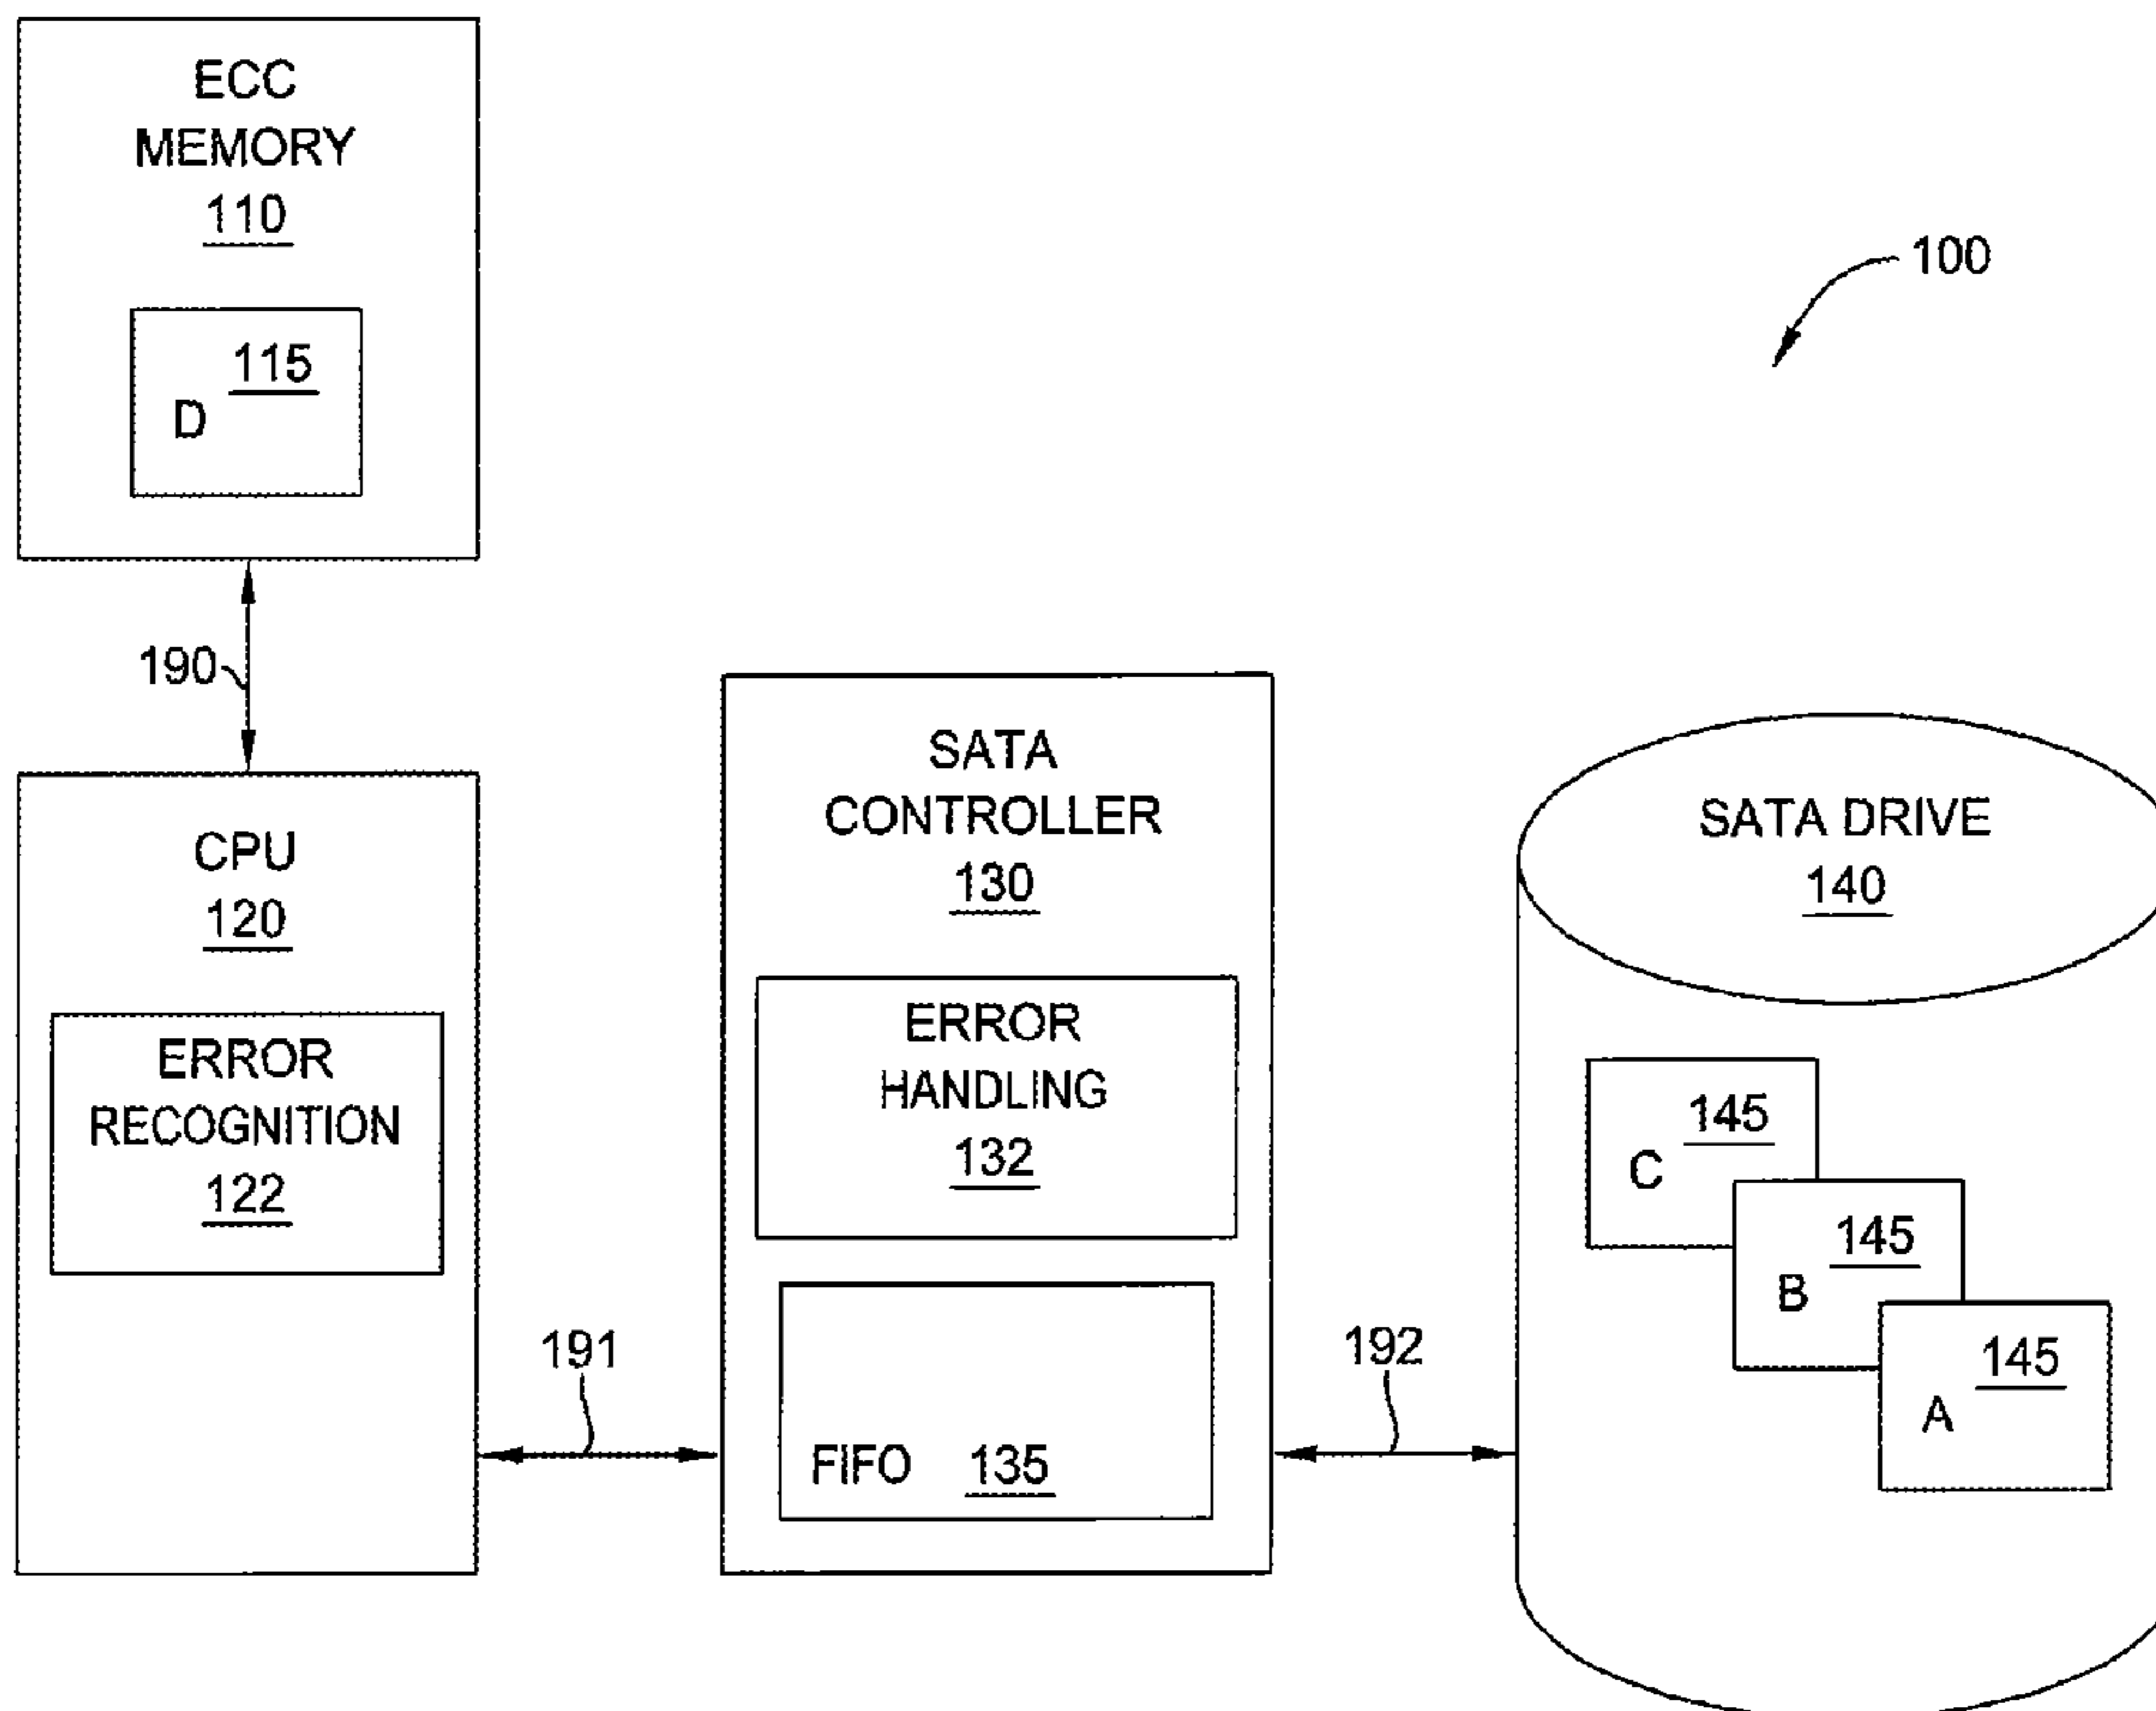 ECC
MEMORY
110
115
D
100
190
CPU
120
ERROR
RECOGNITION
122
191
SATA
CONTROLLER
130
ERROR
HANDLING
132
FIFO 135
192
SATA DRIVE
140
145
C
145
B
145
A